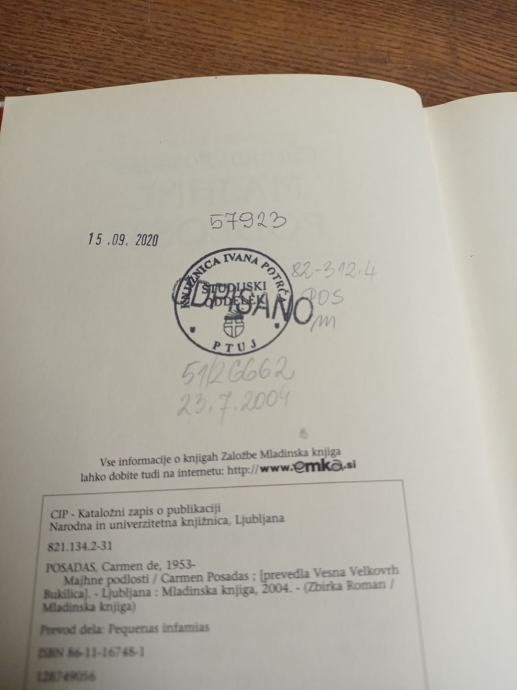 57923
15.09.2020
KNJIŽNICA IVANA POTRČA
ŠTUDIJSKI
ODDELEK
ODPISANO
PTUJ
82-312.4
POS
m
51/26662
23.7.2004
Vse informacije o knjigah Založbe Mladinska knjiga
lahko dobite tudi na internetu: http://www.emka.si
CIP - Kataložni zapis o publikaciji
Narodna in univerzitetna knjižnica, Ljubljana
821.134.2-31
POSADAS, Carmen de, 1953-
Majhne podlosti / Carmen Posadas ; [prevedla Vesna Velkovrh
Bukilica]. - Ljubljana : Mladinska knjiga, 2004. - (Zbirka Roman /
Mladinska knjiga)
Prevod dela: Pequenas infamias
ISBN 86-11-16748-1
128749056